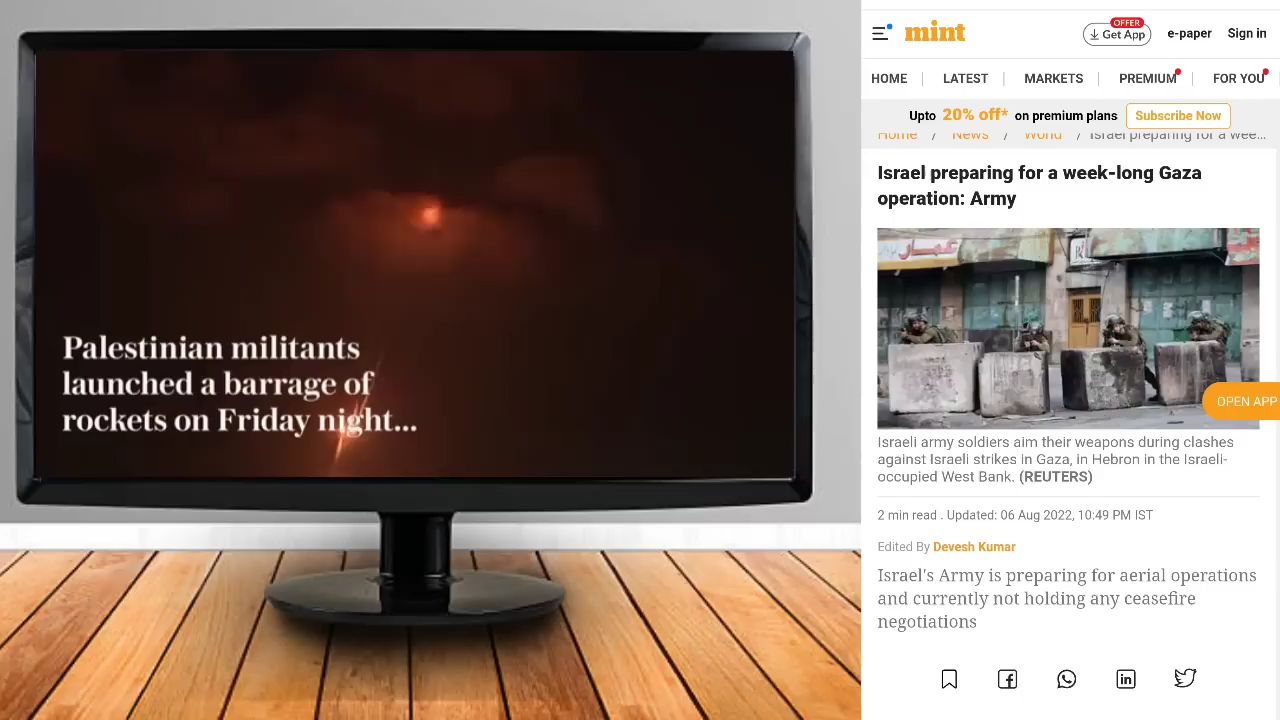 Palestinian militants
launched a barrage of
rockets on Friday night...
mint
OFFER
Get App
e-paper
Sign in
HOME
LATEST
MARKETS
PREMIUM
FOR YOU
Upto 20% off* on premium plans
Subscribe Now
Home / News / World / Israel preparing for a wee...
Israel preparing for a week-long Gaza
operation: Army
OPEN APP
Israeli army soldiers aim their weapons during clashes
against Israeli strikes in Gaza, in Hebron in the Israeli-
occupied West Bank. (REUTERS)
2 min read . Updated: 06 Aug 2022, 10:49 PM IST
Edited By Devesh Kumar
Israel's Army is preparing for aerial operations
and currently not holding any ceasefire
negotiations